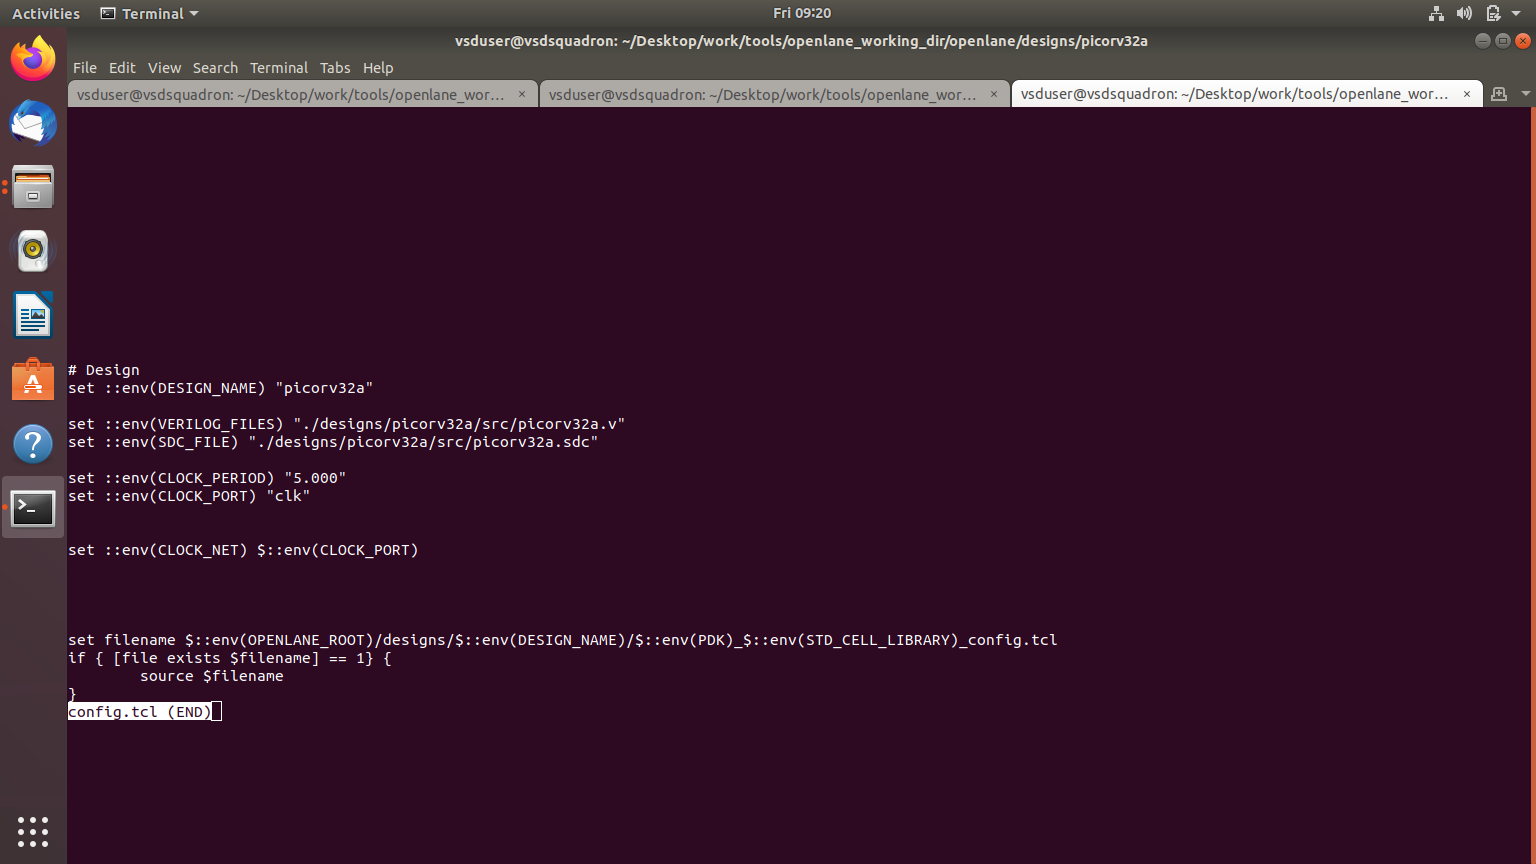 Activities
Terminal
Fri 09:20
vsduser@vsdsquadron: ~/Desktop/work/tools/openlane_working_dir/openlane/designs/picorv32a
File Edit View Search Terminal Tabs Help
vsduser@vsdsquadron: ~/Desktop/work/tools/openlane_wor... ×
vsduser@vsdsquadron: ~/Desktop/work/tools/openlane_wor... ×
vsduser@vsdsquadron: ~/Desktop/work/tools/openlane_wor... ×
# Design
set ::env(DESIGN_NAME) "picorv32a"
set ::env(VERILOG_FILES) "./designs/picorv32a/src/picorv32a.v"
set ::env(SDC_FILE) "./designs/picorv32a/src/picorv32a.sdc"
set ::env(CLOCK_PERIOD) "5.000"
set ::env(CLOCK_PORT) "clk"
set ::env(CLOCK_NET) $::env(CLOCK_PORT)
set filename $::env(OPENLANE_ROOT)/designs/$::env(DESIGN_NAME)/$::env(PDK)_$::env(STD_CELL_LIBRARY)_config.tcl
if { [file exists $filename] == 1} {
        source $filename
}
config.tcl (END)